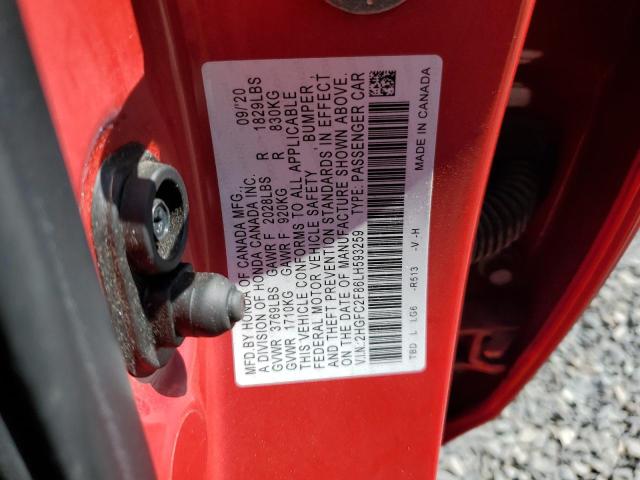 MFD.BY HONDA OF CANADA MFG., 09/'20
A DIVISION OF HONDA CANADA INC.
GVWR 3769LBS GAWR F 2028LBS R 1829LBS
GVWR 1710KG GAWR F 920KG R 830KG
THIS VEHICLE CONFORMS TO ALL APPLICABLE
FEDERAL MOTOR VEHICLE SAFETY, BUMPER,
AND THEFT PREVENTION STANDARDS IN EFFECT
ON THE DATE OF MANUFACTURE SHOWN ABOVE.
V.I.N:2HGFC2F86LH593259 TYPE: PASSENGER CAR
TBD L LG6 -R513 -V-H MADE IN CANADA